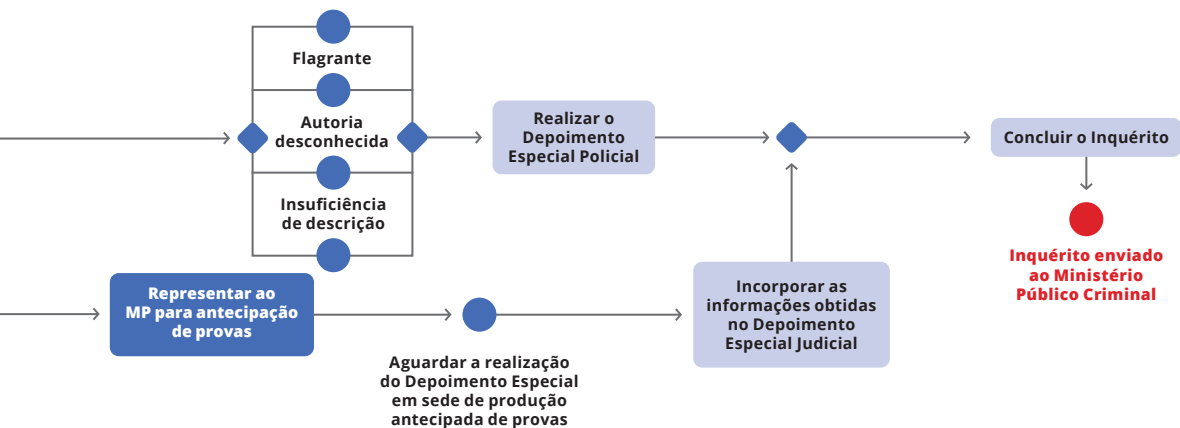 Flagrante
Autoria
desconhecida
Insuficiência
de descrição
Realizar o
Depoimento
Especial Policial
Concluir o Inquérito
Inquérito enviado
ao Ministério
Público Criminal
Representar ao
MP para antecipação
de provas
Aguardar a realização
do Depoimento Especial
em sede de produção
antecipada de provas
Incorporar as
informações obtidas
no Depoimento
Especial Judicial